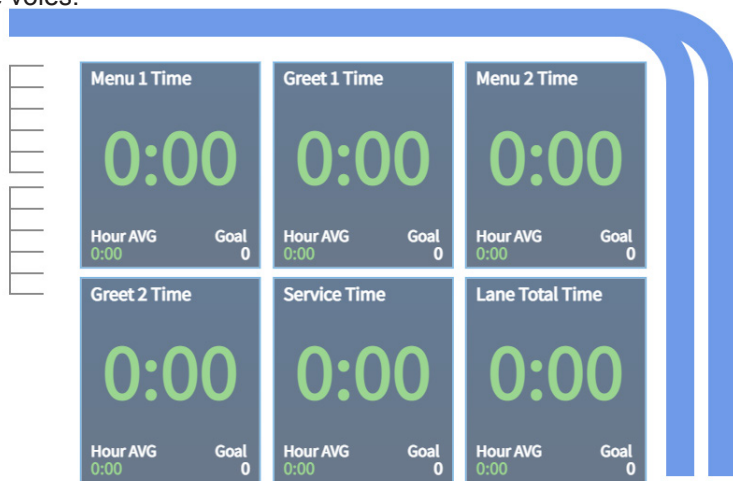 voies.
Menu 1 Time
Greet 1 Time
Menu 2 Time
0:00
0:00
0:00
Hour AVG Goal
0:00 0
Hour AVG Goal
0:00 0
Hour AVG Goal
0:00 0
Greet 2 Time
Service Time
Lane Total Time
0:00
0:00
0:00
Hour AVG Goal
0:00 0
Hour AVG Goal
0:00 0
Hour AVG Goal
0:00 0